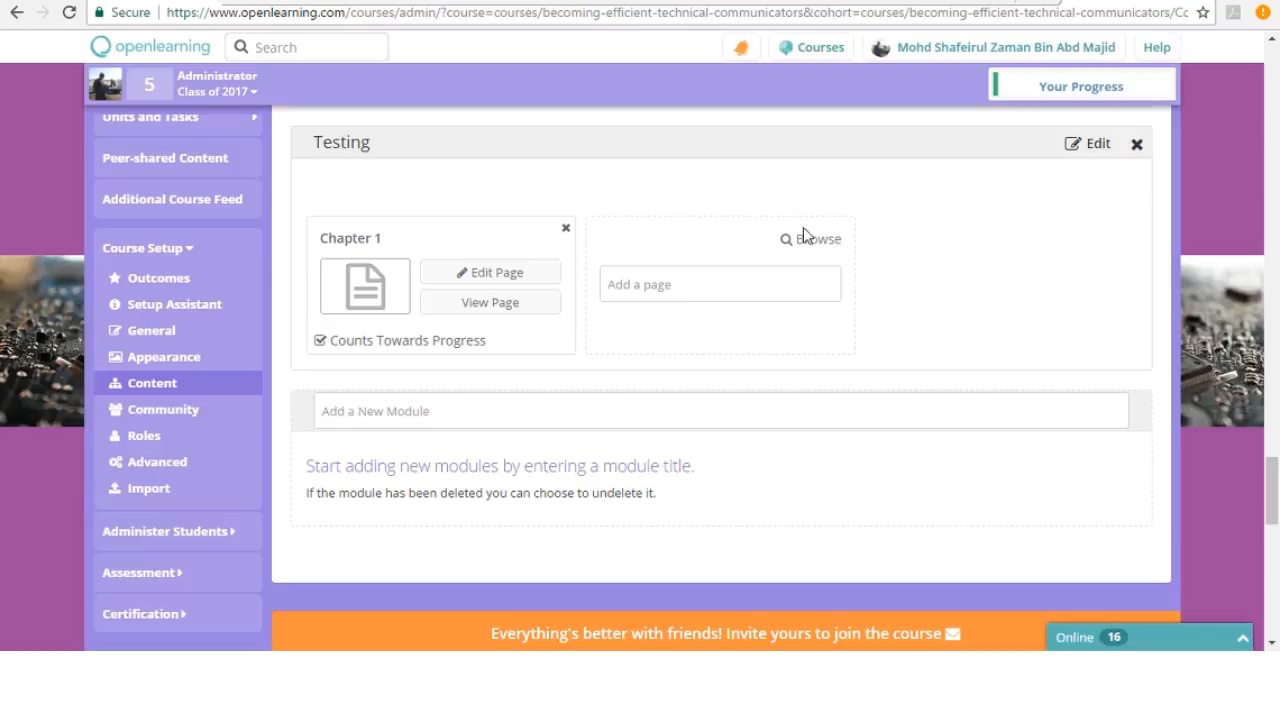 Secure https://www.openlearning.com/courses/admin/?course=courses/becoming-efficient-technical-communicators&cohort=courses/becoming-efficient-technical-communicators/Co
openlearning Search Courses Mohd Shafeirul Zaman Bin Abd Majid Help
5 Administrator
Class of 2017
Your Progress
Units and Tasks
Peer-shared Content
Additional Course Feed
Course Setup
Outcomes
Setup Assistant
General
Appearance
Content
Community
Roles
Advanced
Import
Administer Students
Assessment
Certification
Testing Edit
Chapter 1
Edit Page
View Page
Counts Towards Progress
Browse
Add a page
Add a New Module
Start adding new modules by entering a module title.
If the module has been deleted you can choose to undelete it.
Everything's better with friends! Invite yours to join the course
Online 16